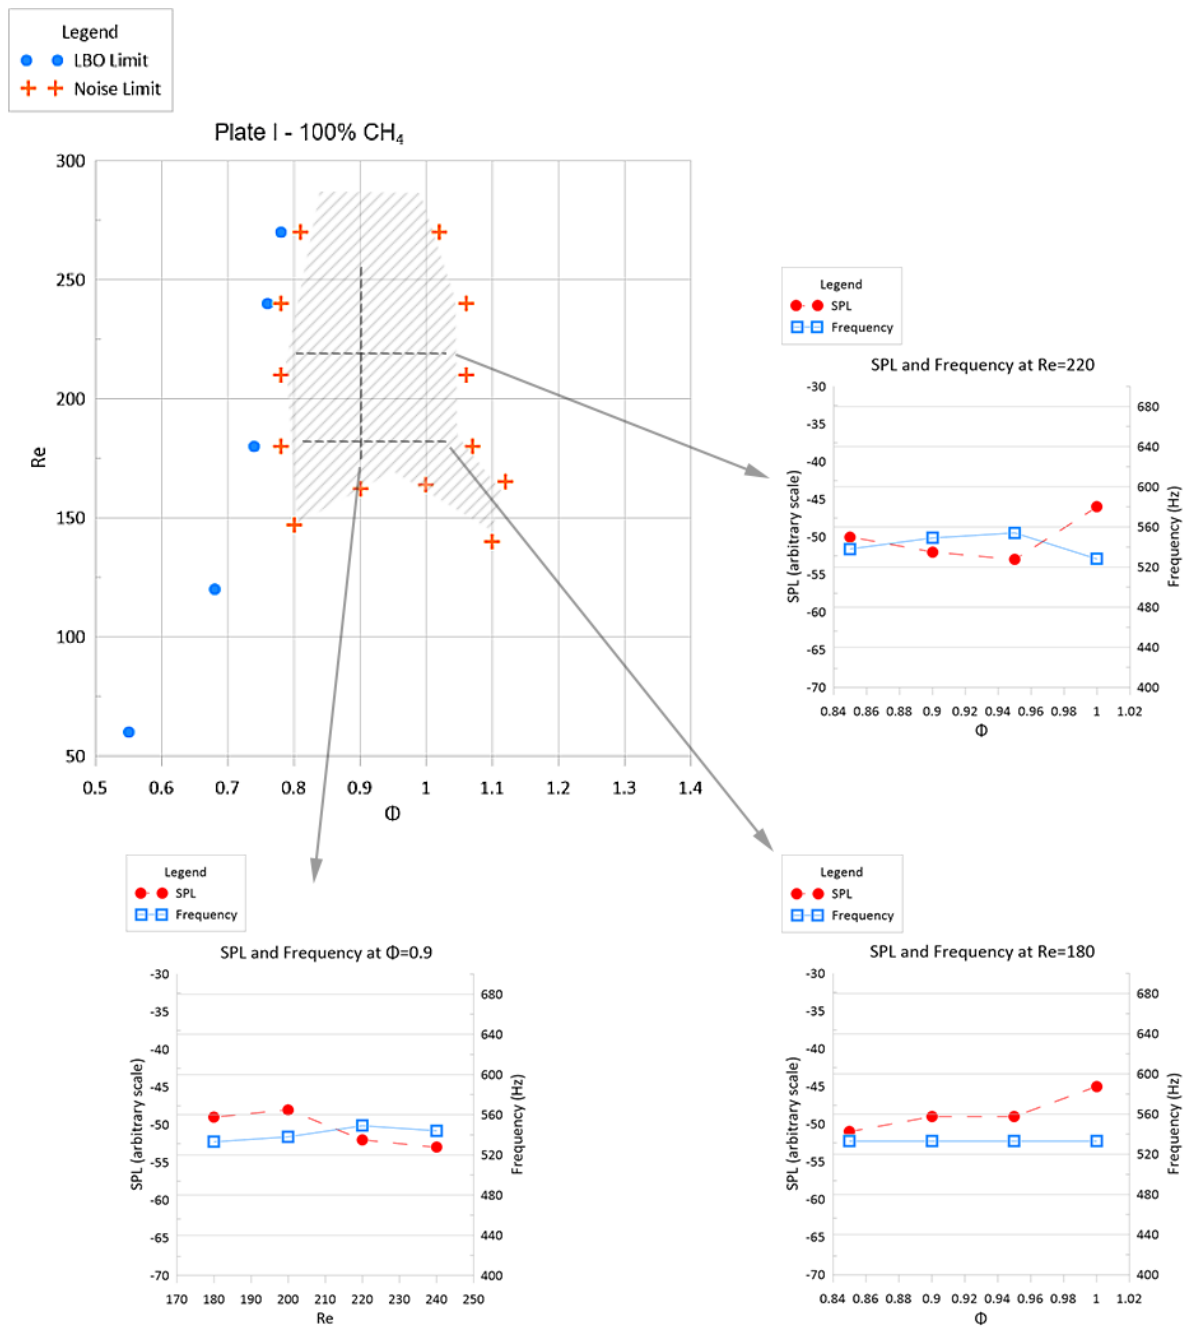 Legend
LBO Limit
Noise Limit
Plate I - 100% CH₄
300
250
200
150
100
50
Re
0.5 0.6 0.7 0.8 0.9 1 1.1 1.2 1.3 1.4
Φ
Legend
SPL
Frequency
SPL and Frequency at Re=220
-30
-35
-40
-45
-50
-55
-60
-65
-70
SPL (arbitrary scale)
680
640
600
560
520
480
440
400
Frequency (Hz)
0.84 0.86 0.88 0.9 0.92 0.94 0.96 0.98 1 1.02
Φ
Legend
SPL
Frequency
SPL and Frequency at Φ=0.9
-30
-35
-40
-45
-50
-55
-60
-65
-70
SPL (arbitrary scale)
680
640
600
560
520
480
440
400
Frequency (Hz)
170 180 190 200 210 220 230 240 250
Re
Legend
SPL
Frequency
SPL and Frequency at Re=180
-30
-35
-40
-45
-50
-55
-60
-65
-70
SPL (arbitrary scale)
680
640
600
560
520
480
440
400
Frequency (Hz)
0.84 0.86 0.88 0.9 0.92 0.94 0.96 0.98 1 1.02
Φ